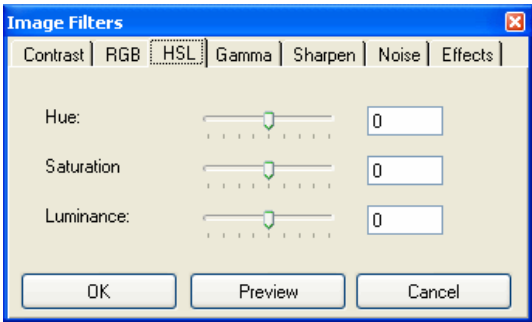 Image Filters
Contrast RGB HSL Gamma Sharpen Noise Effects
Hue: 0
Saturation 0
Luminance: 0
OK Preview Cancel